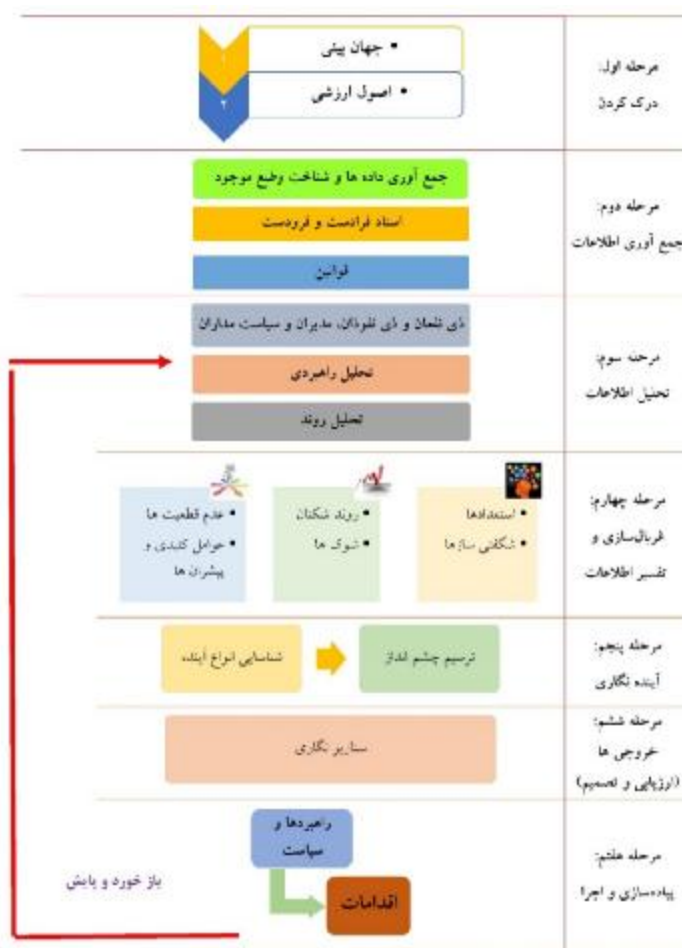 مرحله اول:
درک کردن
۱
• جهان بینی
۲
• اصول ارزشی
مرحله دوم:
جمع آوری اطلاعات
جمع آوری داده ها و شناخت وضع موجود
اسناد فرادست و فرودست
قوانین
مرحله سوم:
تحلیل اطلاعات
ذی نفعان و ذی نفوذان، مدیران و سیاست مداران
تحلیل راهبردی
تحلیل روند
مرحله چهارم:
غربال‌سازی و
تفسیر اطلاعات
• استعدادها
• شگفتی سازها
• روند شکنان
• شوک ها
• عدم قطعیت ها
• عوامل کلیدی و
پیشران ها
مرحله پنجم:
آینده نگاری
ترسیم چشم انداز
شناسایی انواع آینده
مرحله ششم:
خروجی ها
(ارزیابی و تصمیم)
سناریو نگاری
مرحله هفتم:
پیاده‌سازی و اجرا
راهبردها و
سیاست
اقدامات
باز خورد و پایش